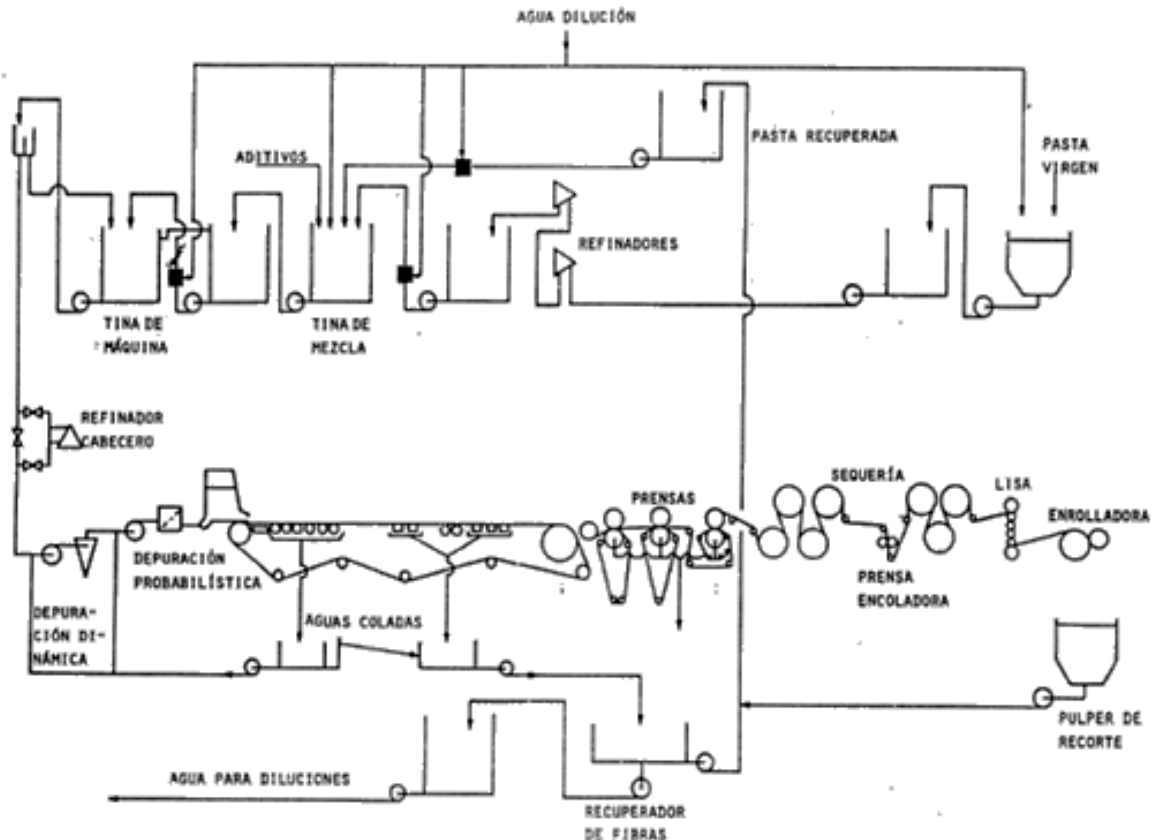 AGUA DILUCIÓN
PASTA RECUPERADA
PASTA
VIRGEN
ADITIVOS
REFINADORES
TINA DE
MÁQUINA
TINA DE
MEZCLA
REFINADOR
CABECERO
SEQUERÍA
LISA
PRENSAS
ENROLLADORA
DEPURACIÓN
PROBABILÍSTICA
PRENSA
ENCOLADORA
DEPURA-
CIÓN DI-
NÁMICA
AGUAS COLADAS
PULPER DE
RECORTE
AGUA PARA DILUCIONES
RECUPERADOR
DE FIBRAS